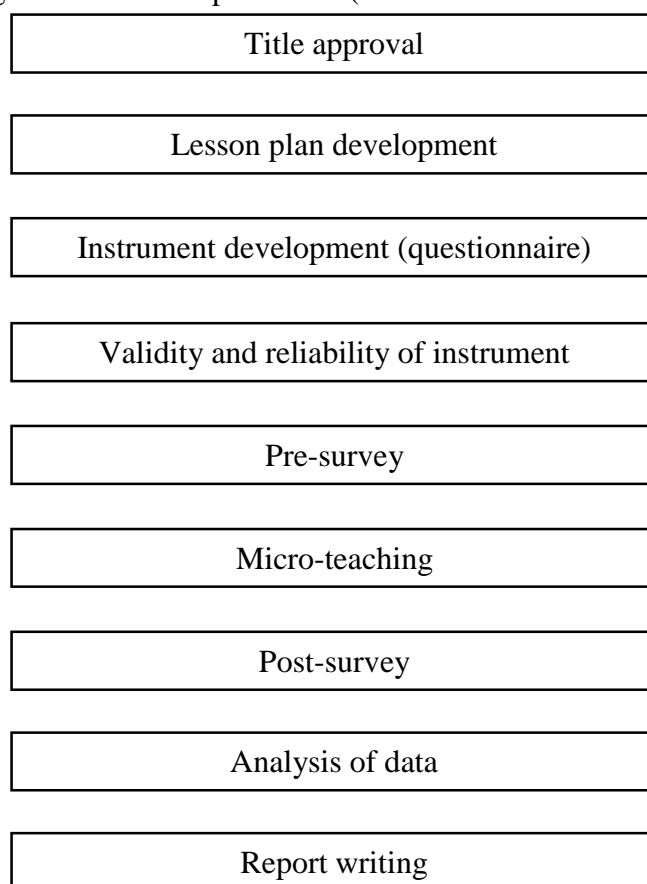 Title approval
Lesson plan development
Instrument development (questionnaire)
Validity and reliability of instrument
Pre-survey
Micro-teaching
Post-survey
Analysis of data
Report writing